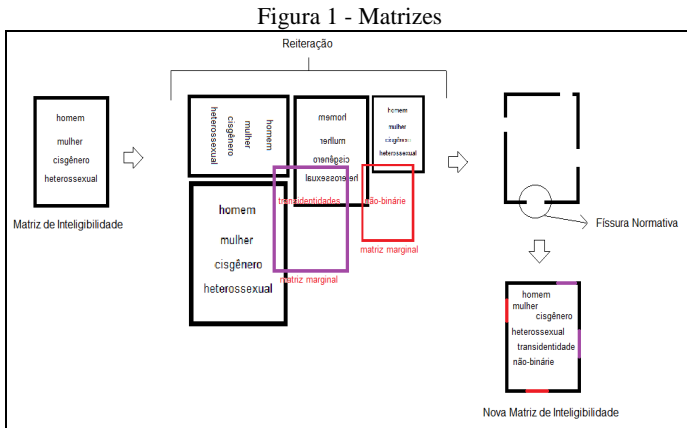 Figura 1 - Matrizes
Reiteração
homem
mulher
cisgênero
heterossexual
Matriz de Inteligibilidade
homem
mulher
cisgênero
heterossexual
homem
mulher
cisgênero
heterossexual
homem
mulher
cisgênero
heterossexual
homem
mulher
cisgênero
heterossexual
transidentidades
matriz marginal
não-binárie
matriz marginal
Físsura Normativa
homem
mulher
cisgênero
heterossexual
transidentidade
não-binárie
Nova Matriz de Inteligibilidade